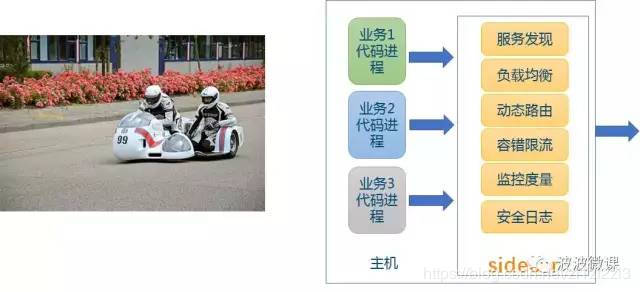 99
业务1
代码进
程
业务2
代码进
程
业务3
代码进
程
主机
服务发现
负载均衡
动态路由
容错限流
监控度量
安全日志
波波微课